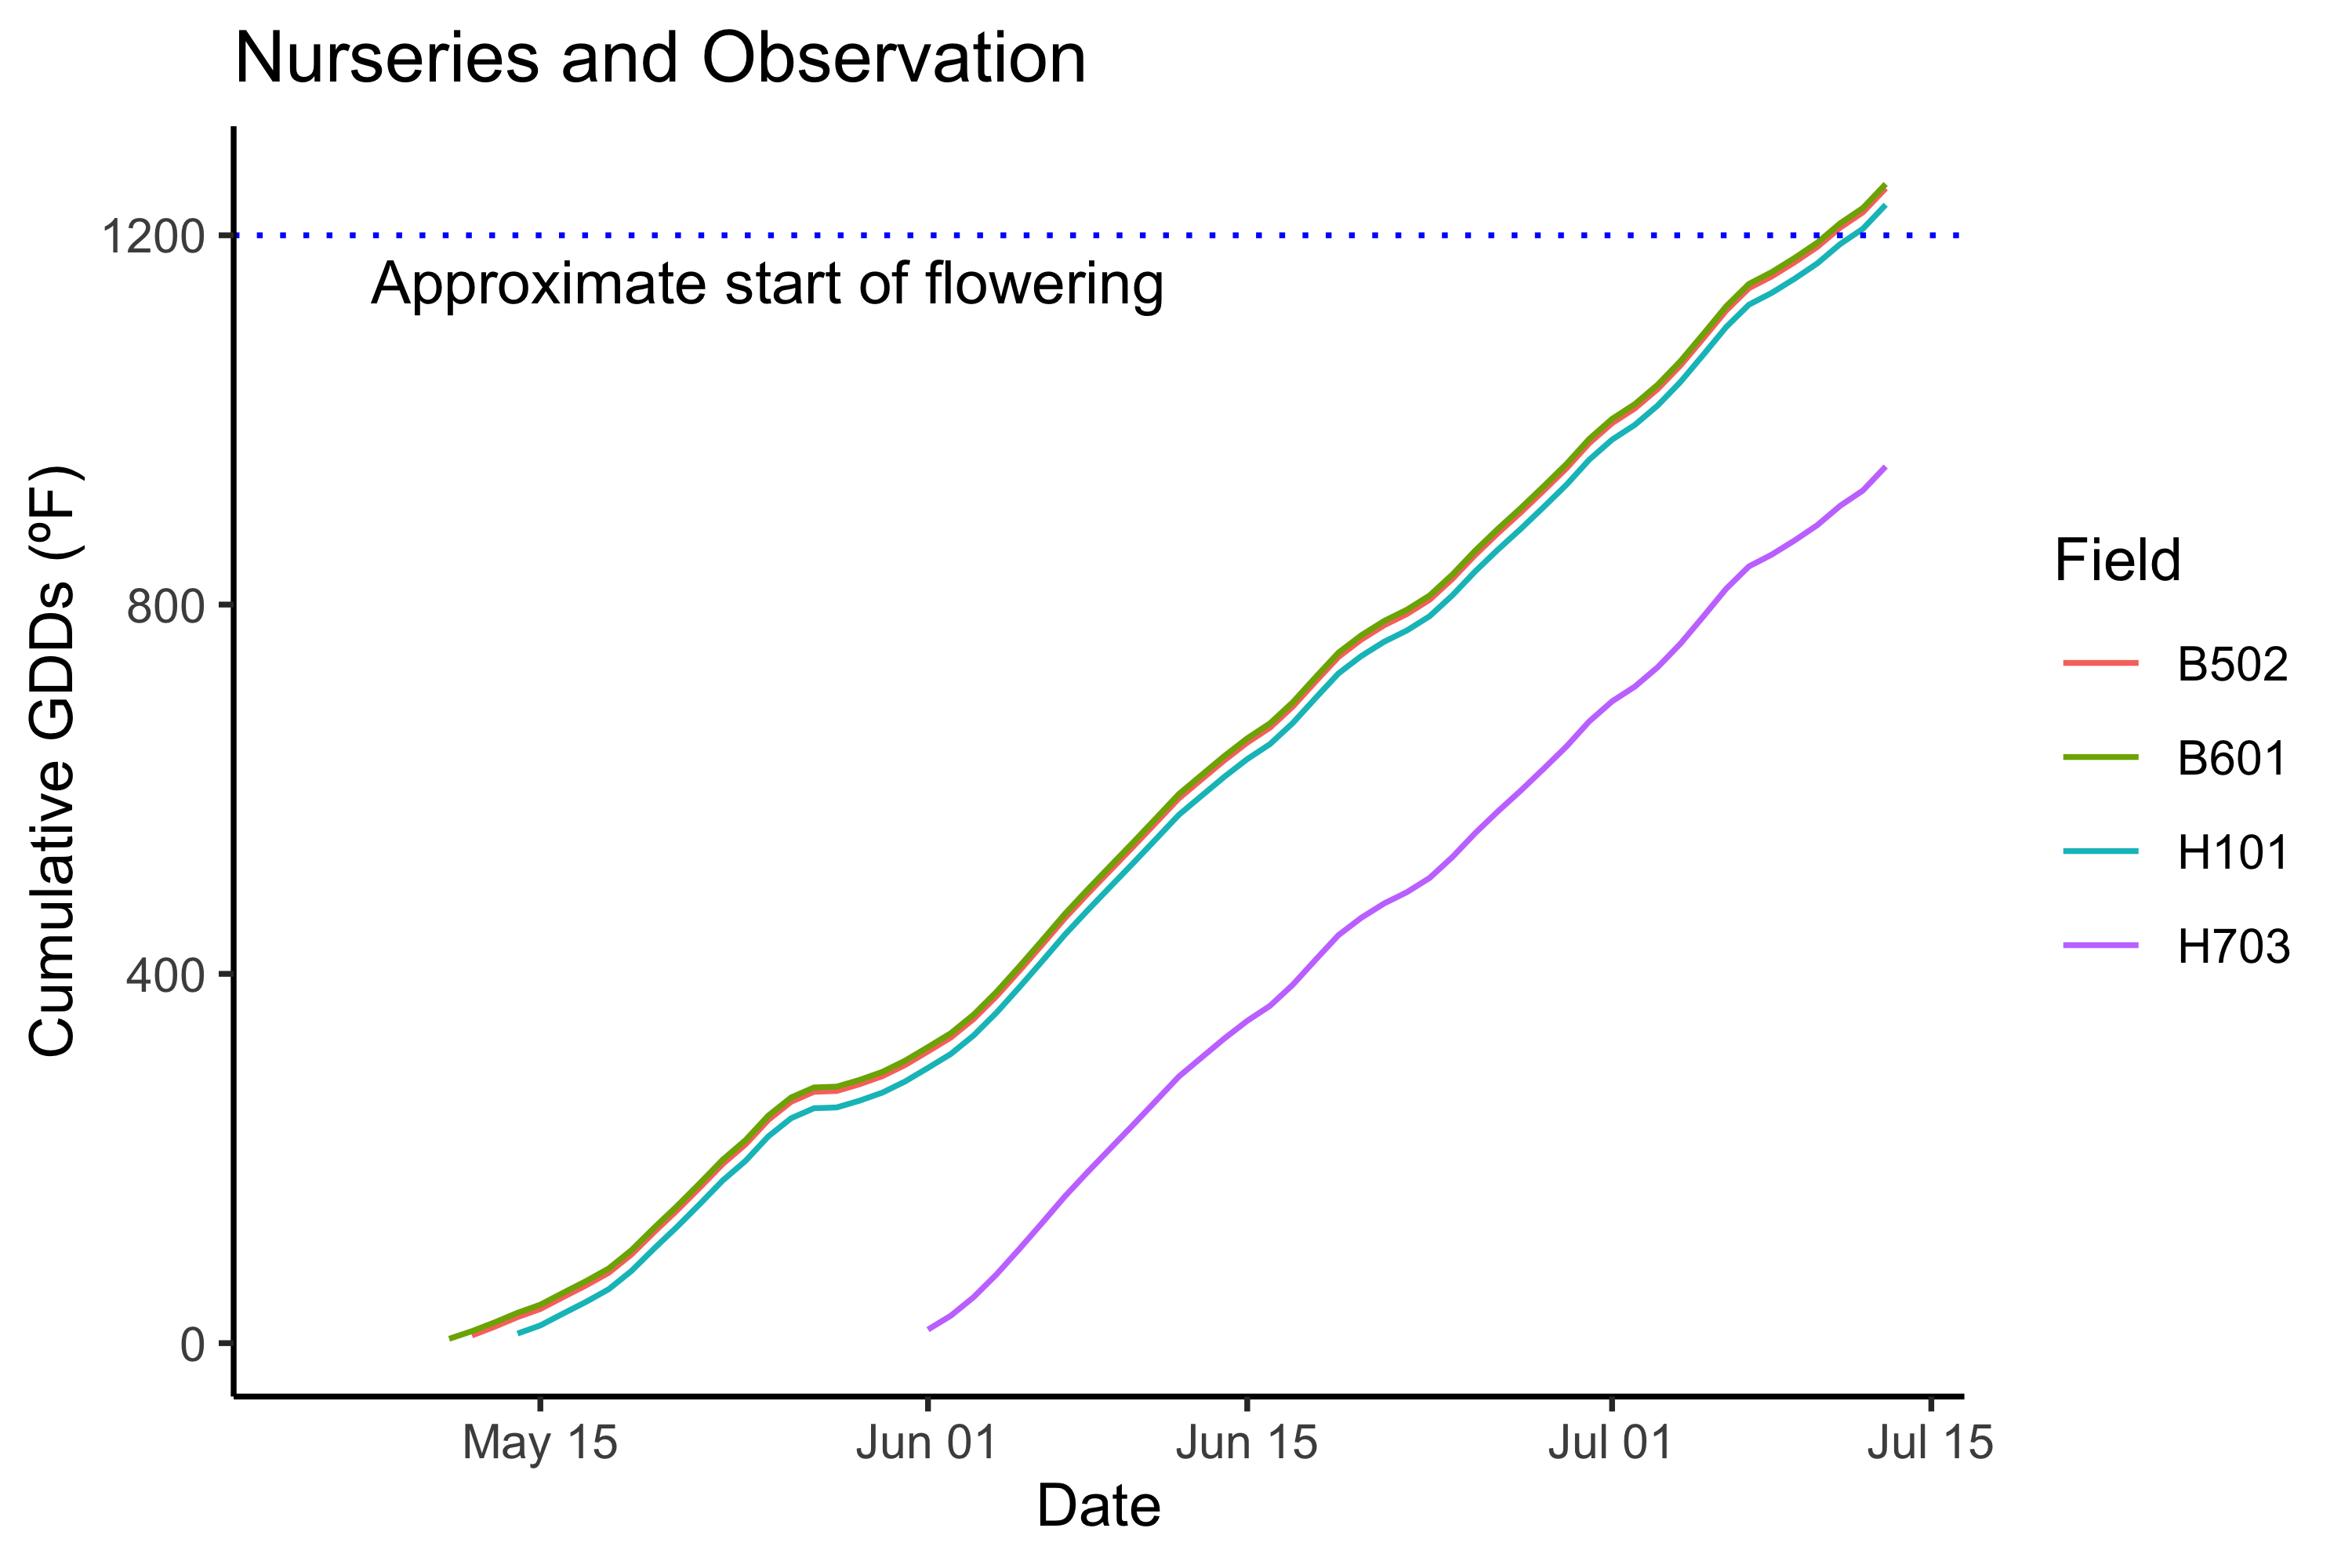 Nurseries and Observation
1200
Approximate start of flowering
800
400
0
Cumulative GDDs (ºF)
May 15
Jun 01
Jun 15
Jul 01
Jul 15
Date
Field
B502
B601
H101
H703